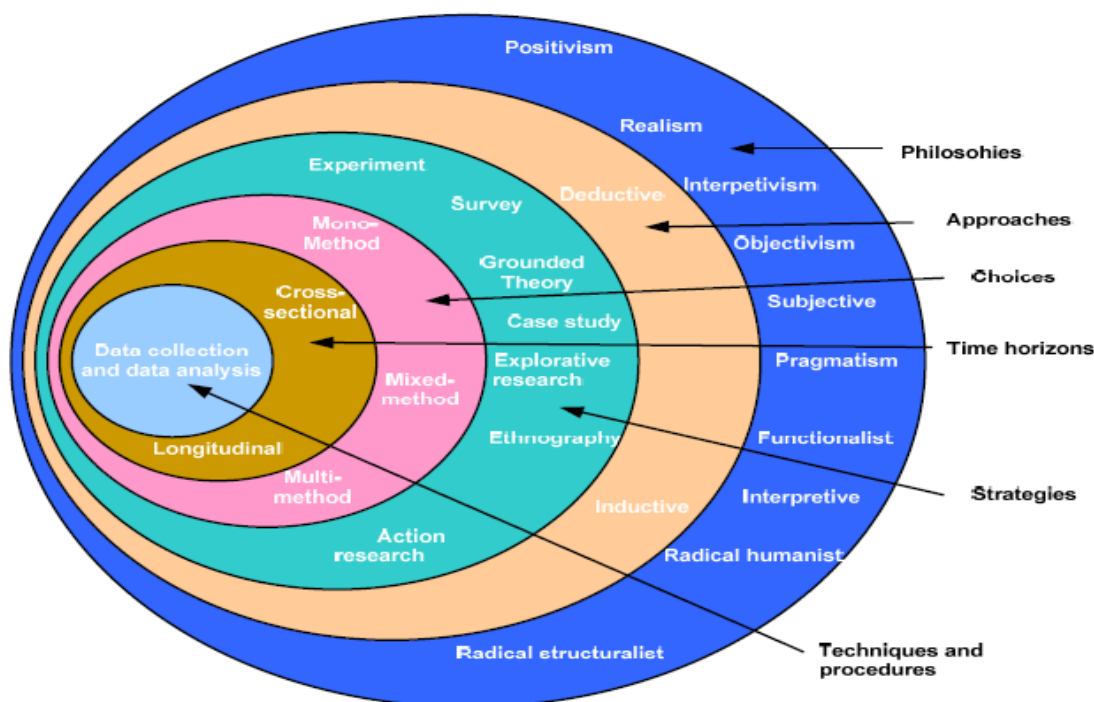 Positivism
Realism
Philosohies
Experiment
Interpetivism
Deductive
Survey
Approaches
Mono-
Method
Objectivism
Grounded
Theory
Choices
Cross-
sectional
Subjective
Case study
Data collection
and data analysis
Time horizons
Explorative
research
Pragmatism
Mixed-
method
Ethnography
Functionalist
Longitudinal
Multi-
method
Interpretive
Strategies
Inductive
Action
research
Radical humanist
Radical structuralist
Techniques and
procedures